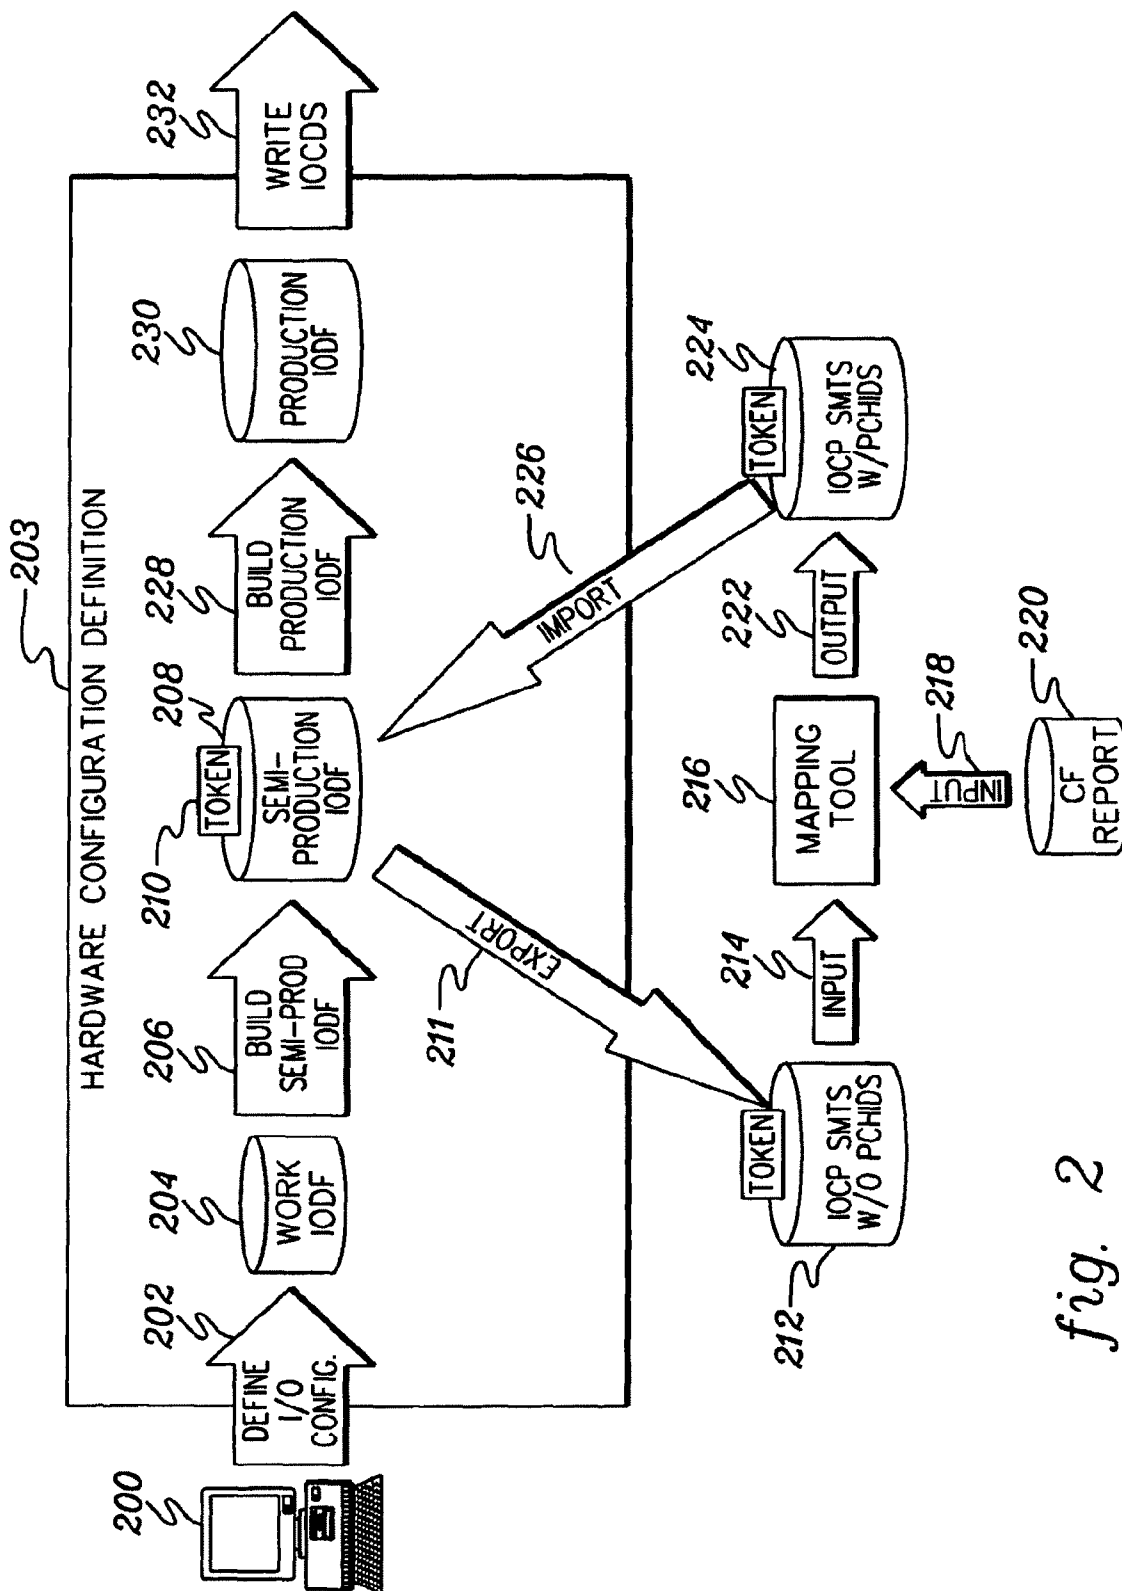 203
HARDWARE CONFIGURATION DEFINITION
200
202
DEFINE
I/O
CONFIG.
204
WORK
IODF
206
BUILD
SEMI-PROD
IODF
210
TOKEN
208
SEMI-
PRODUCTION
IODF
228
BUILD
PRODUCTION
IODF
230
PRODUCTION
IODF
232
WRITE
IOCDS
211
EXPORT
IMPORT
226
TOKEN
IOCP SMTS
W/O PCHIDS
212
214
INPUT
216
MAPPING
TOOL
222
OUTPUT
TOKEN
224
IOCP SMTS
W/PCHIDS
INPUT
218
CF
REPORT
220
fig. 2